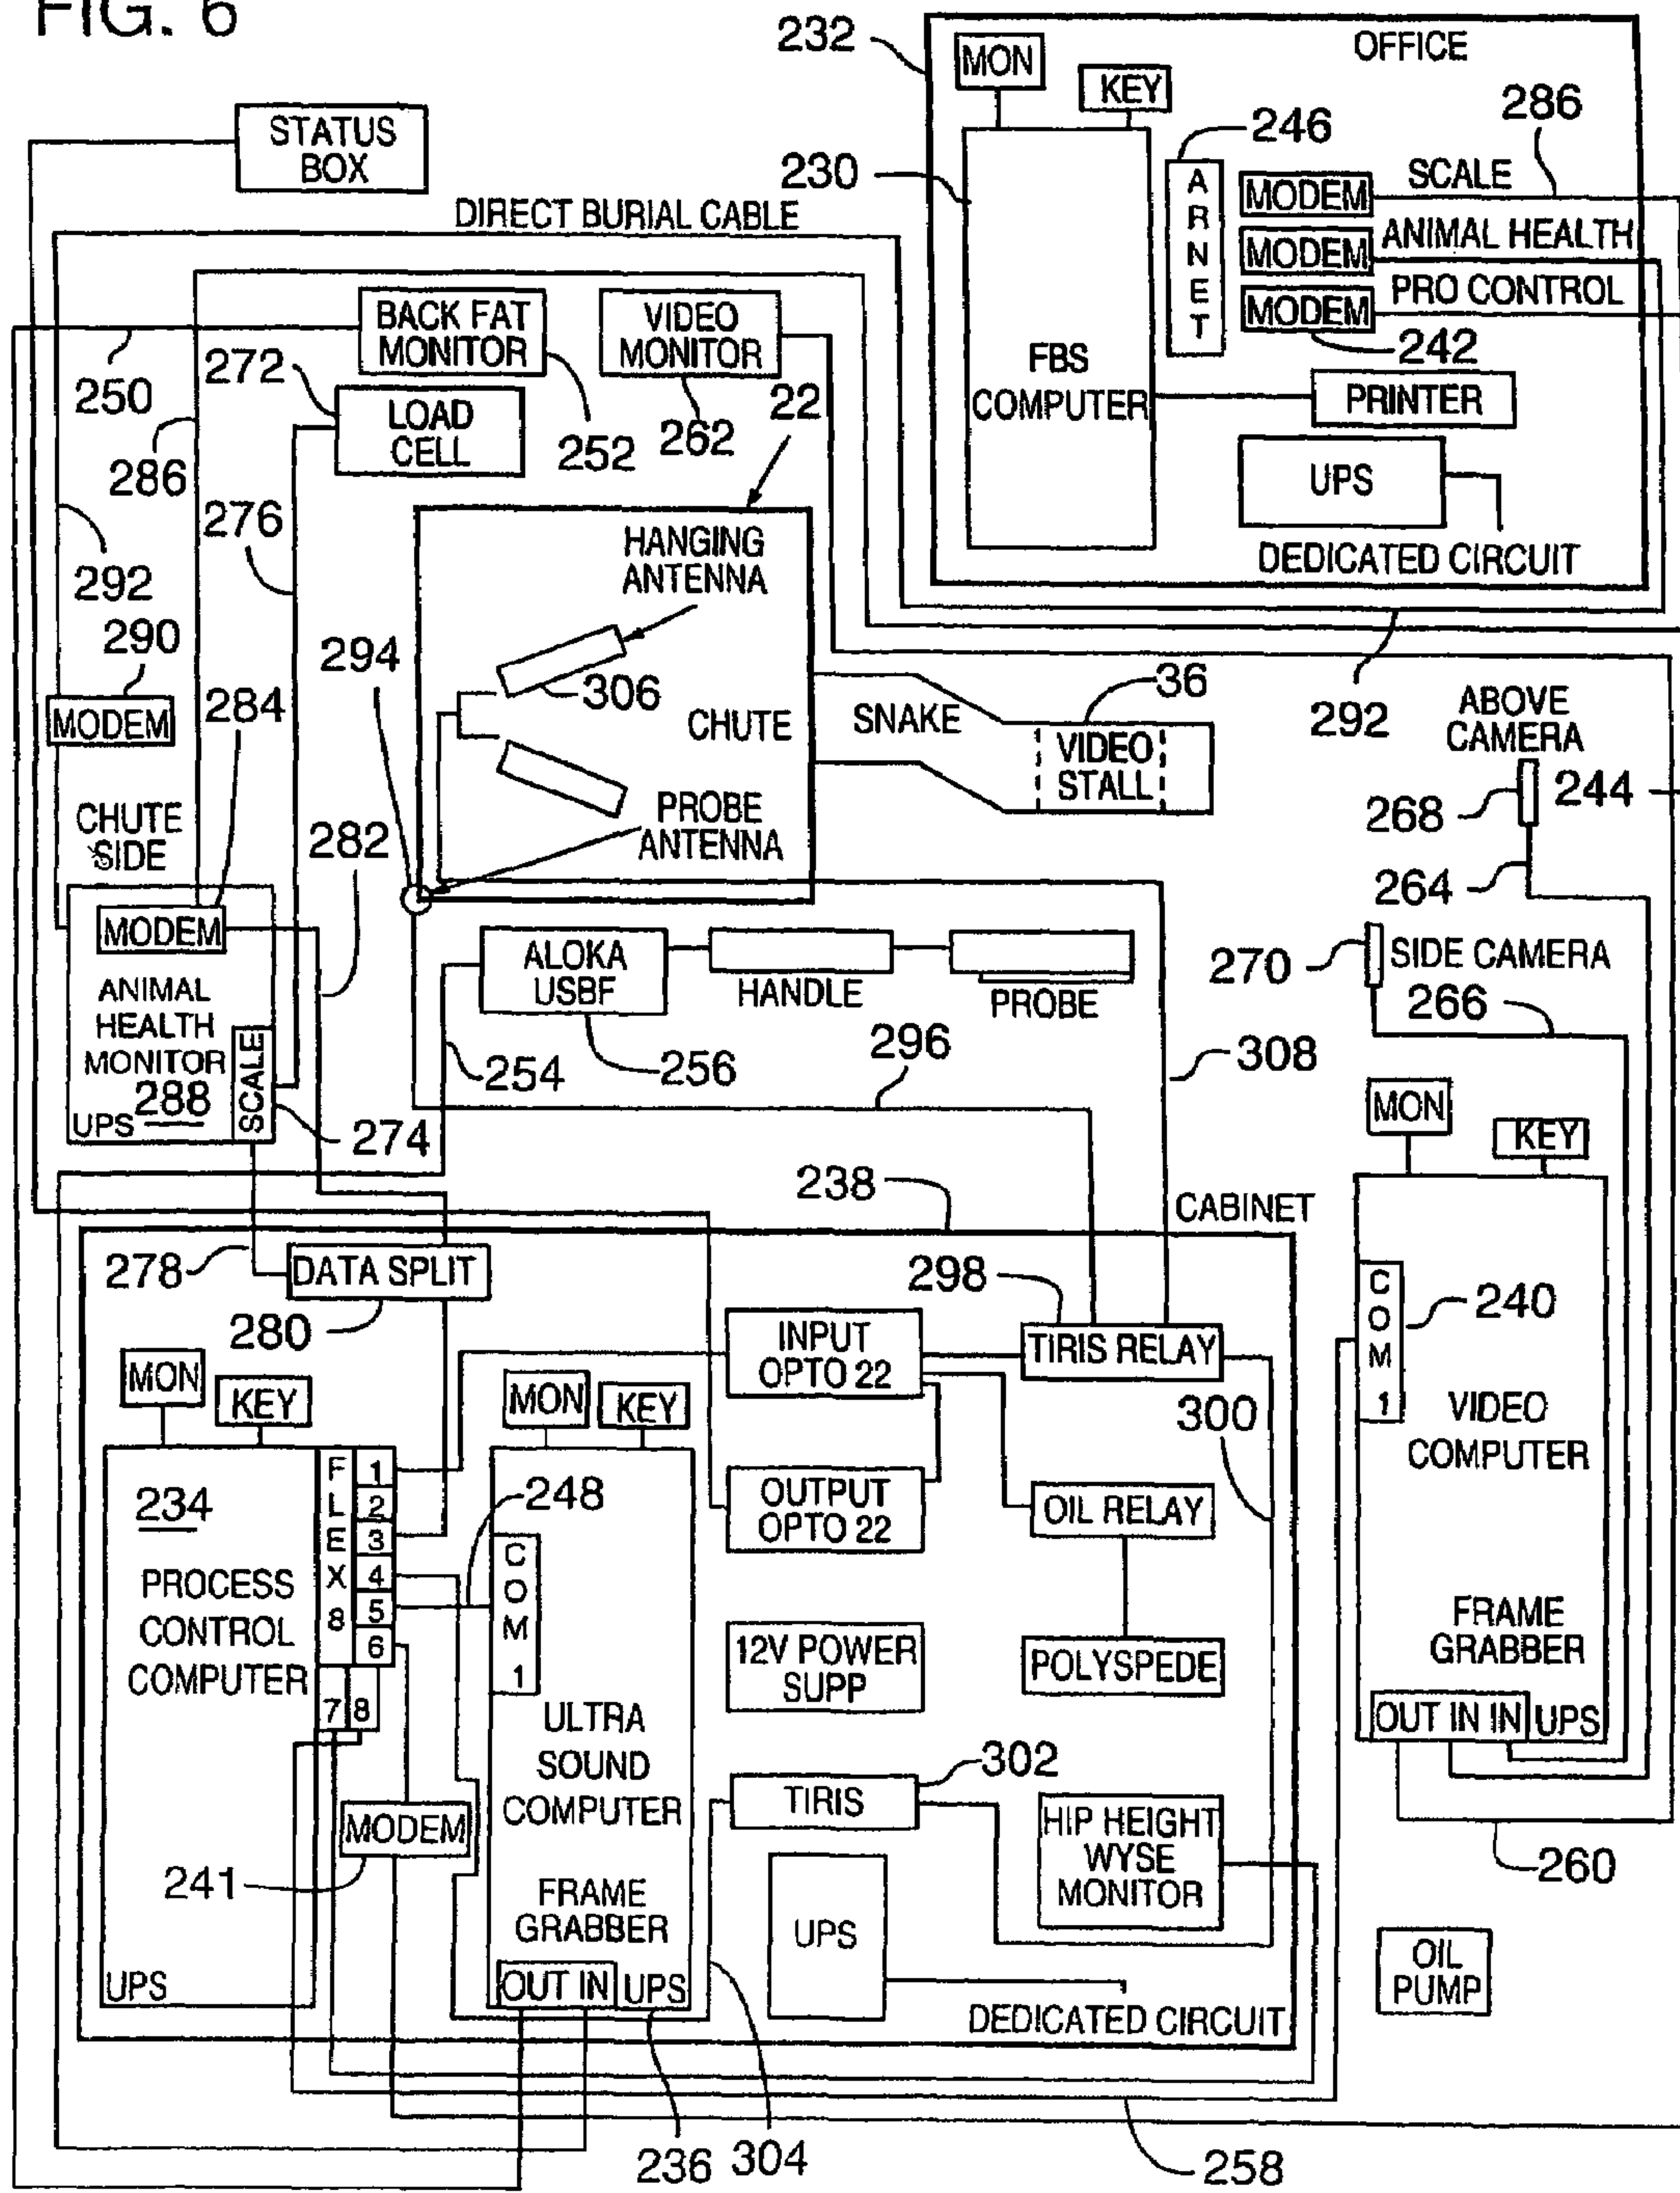 FIG. 6
232
MON
KEY
OFFICE
STATUS
BOX
246
286
230
A
R
N
E
T
MODEM
SCALE
MODEM
ANIMAL HEALTH
MODEM
PRO CONTROL
242
DIRECT BURIAL CABLE
BACK FAT
MONITOR
VIDEO
MONITOR
FBS
COMPUTER
PRINTER
250
272
LOAD
CELL
252
262
22
UPS
286
276
DEDICATED CIRCUIT
HANGING
ANTENNA
292
290
294
306
MODEM
284
CHUTE
SNAKE
36
VIDEO
STALL
292
ABOVE
CAMERA
268
244
CHUTE
SIDE
282
PROBE
ANTENNA
264
MODEM
ANIMAL
HEALTH
MONITOR
288
UPS
SCALE
274
ALOKA
USBF
HANDLE
PROBE
270
SIDE CAMERA
266
254
256
296
308
MON
KEY
238
CABINET
278
DATA SPLIT
280
298
INPUT
OPTO 22
TIRIS RELAY
C
O
M
1
240
VIDEO
COMPUTER
MON
KEY
MON
KEY
300
234
PROCESS
CONTROL
COMPUTER
F
L
E
X
8
1
2
3
4
5
6
7
8
248
C
O
M
1
OUTPUT
OPTO 22
OIL RELAY
12V POWER
SUPP
POLYSPEDE
FRAME
GRABBER
OUT IN IN
UPS
ULTRA
SOUND
COMPUTER
302
TIRIS
HIP HEIGHT
WYSE
MONITOR
MODEM
241
260
FRAME
GRABBER
UPS
OIL
PUMP
UPS
OUT IN
UPS
DEDICATED CIRCUIT
236
304
258